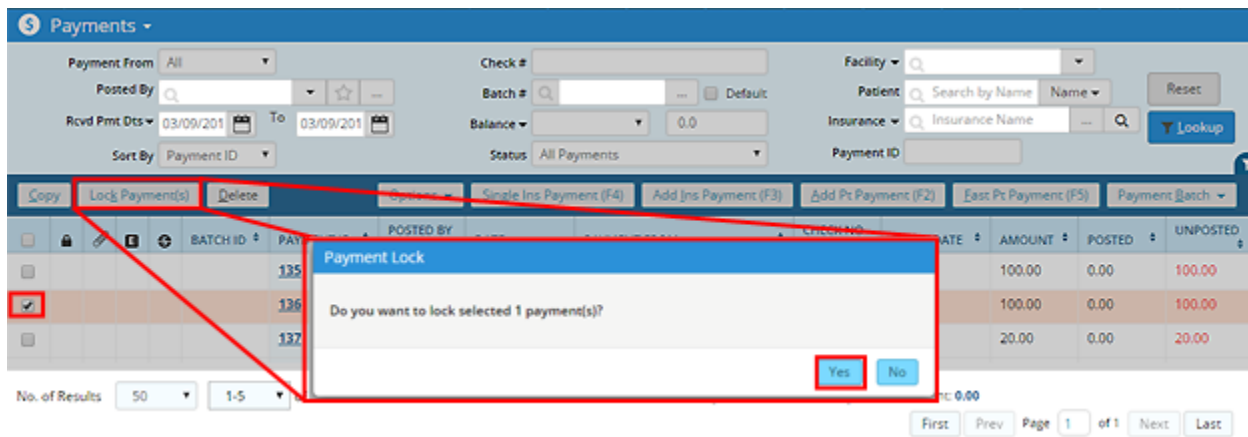 Payments
Payment From All Check # Facility
Posted By Batch # ... Default Patient Search by Name Name Reset
Rcvd Pmt Dts 03/09/201 To 03/09/201 Balance 0.0 Insurance Insurance Name ... Lookup
Sort By Payment ID Status All Payments Payment ID
Copy Lock Payment(s) Delete Options Single Ins Payment (F4) Add Ins Payment (F3) Add Pt Payment (F2) Fast Pt Payment (F5) Payment Batch
BATCH ID POSTED BY CHECK NO DATE AMOUNT POSTED UNPOSTED
Payment Lock
135 100.00 0.00 100.00
136 100.00 0.00 100.00
Do you want to lock selected 1 payment(s)?
137 20.00 0.00 20.00
Yes No
No. of Results 50 1-5 0.00
First Prev Page 1 of 1 Next Last